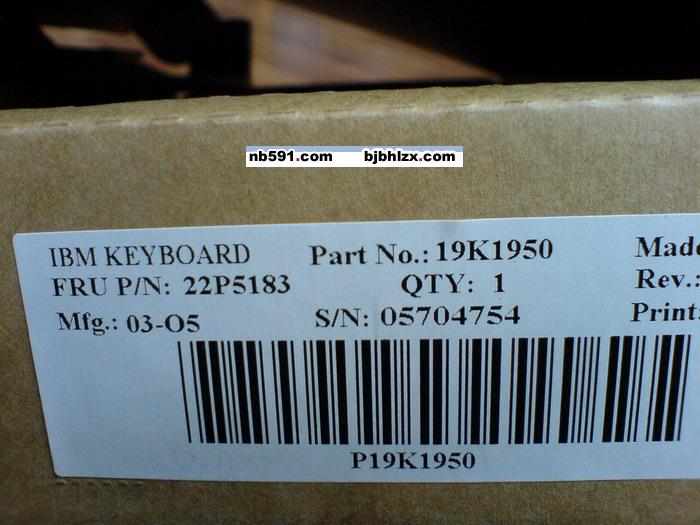 nb591.com bjbhlzx.com
IBM KEYBOARD Part No.: 19K1950 Made
FRU P/N: 22P5183 QTY: 1 Rev.:
Mfg.: 03-O5 S/N: 05704754 Print:
P19K1950